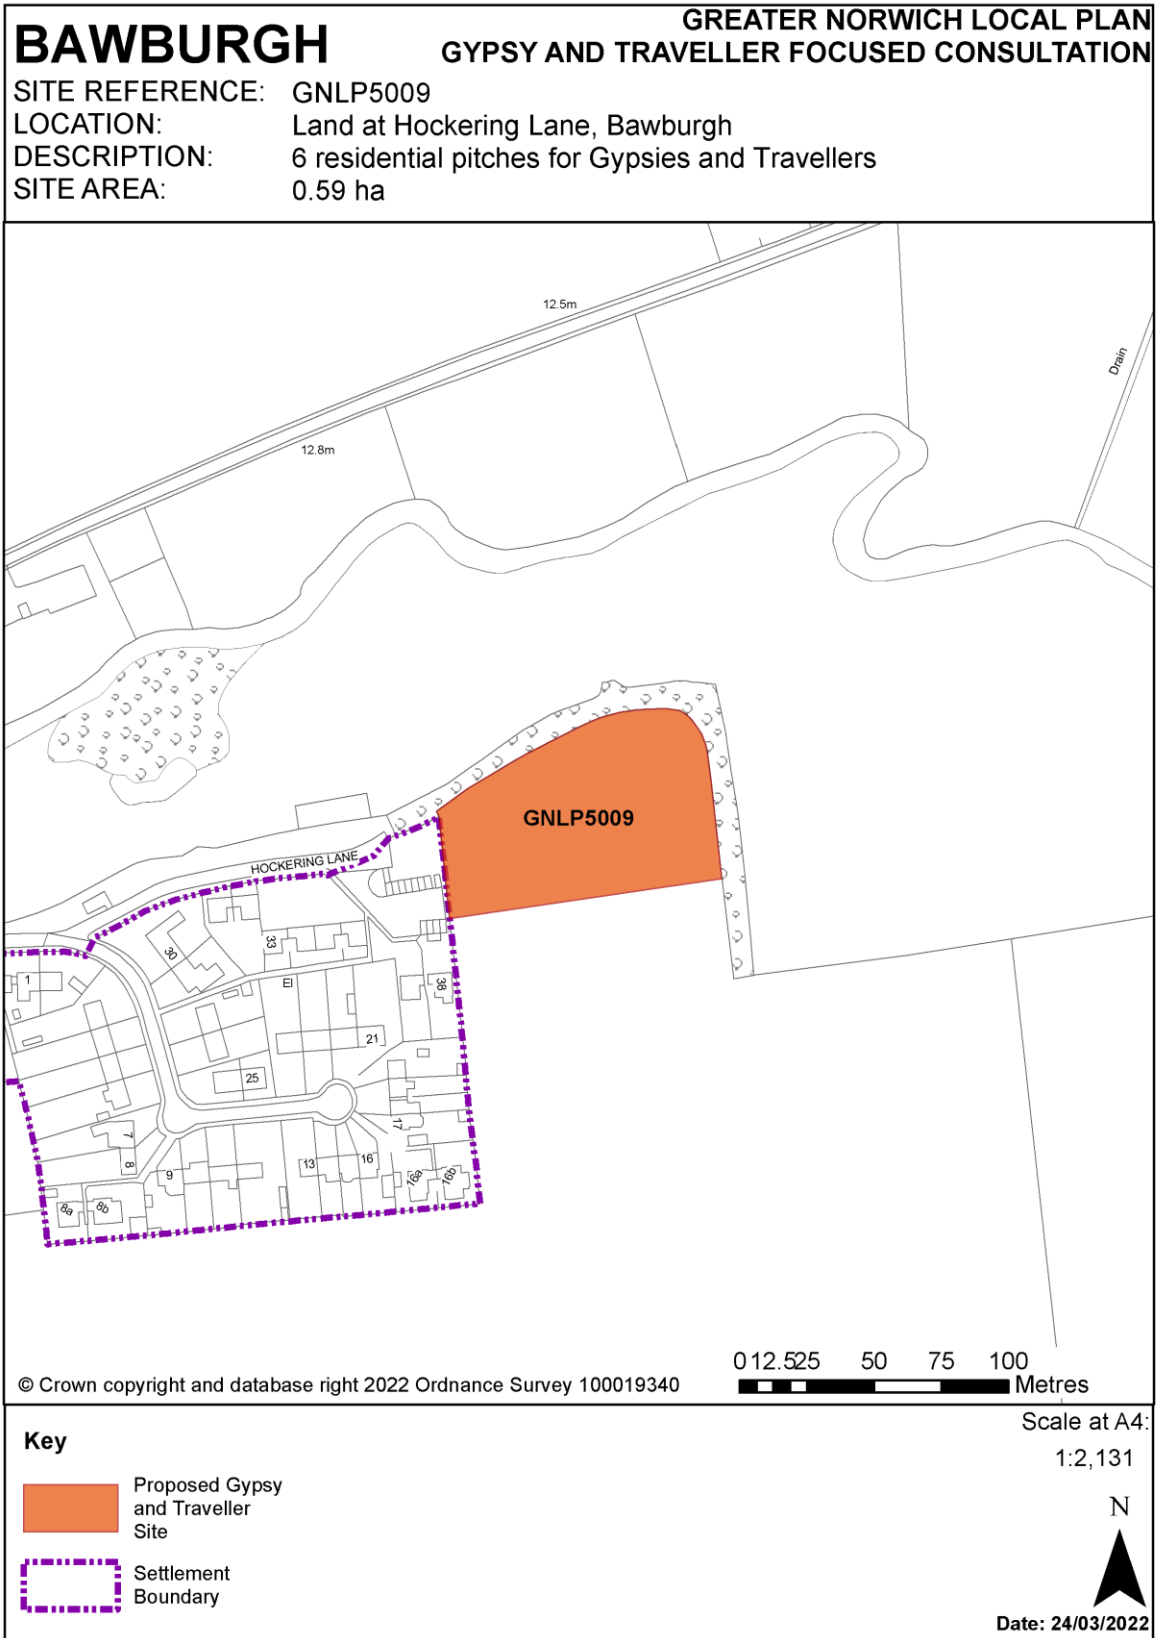 BAWBURGH
GREATER NORWICH LOCAL PLAN
GYPSY AND TRAVELLER FOCUSED CONSULTATION
SITE REFERENCE: GNLP5009
LOCATION: Land at Hockering Lane, Bawburgh
DESCRIPTION: 6 residential pitches for Gypsies and Travellers
SITE AREA: 0.59 ha
12.5m
Drain
12.8m
GNLP5009
HOCKERING LANE
30
33
1
El
38
21
25
17
7
8
9
13
16
16a
16b
8a
8b
0 12.5 25 50 75 100
Metres
© Crown copyright and database right 2022 Ordnance Survey 100019340
Key
Proposed Gypsy
and Traveller
Site
Settlement
Boundary
Scale at A4:
1:2,131
N
Date: 24/03/2022